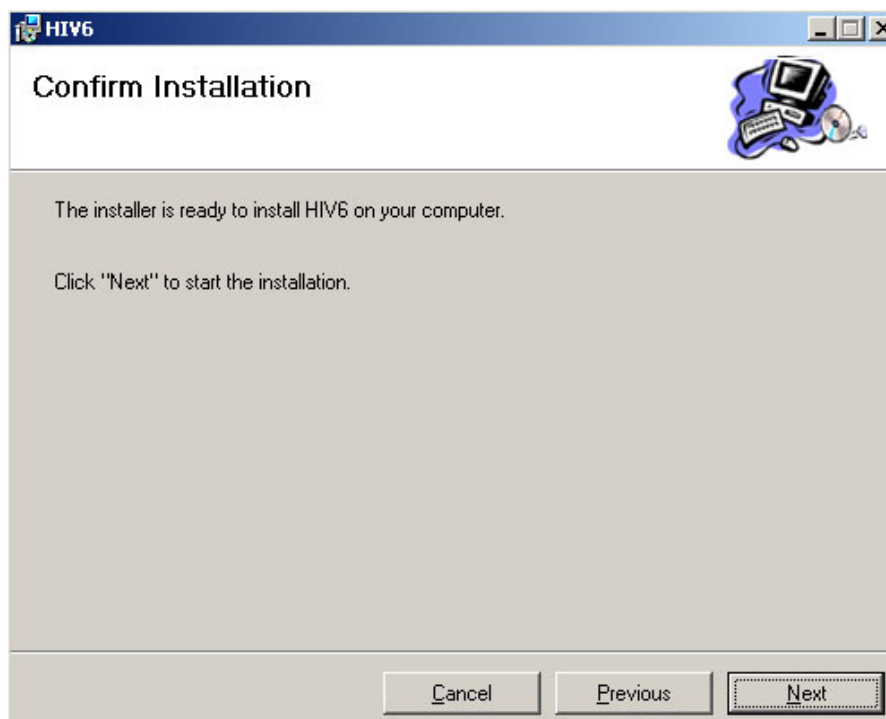 HIV6
Confirm Installation
The installer is ready to install HIV6 on your computer.
Click "Next" to start the installation.
Cancel
Previous
Next